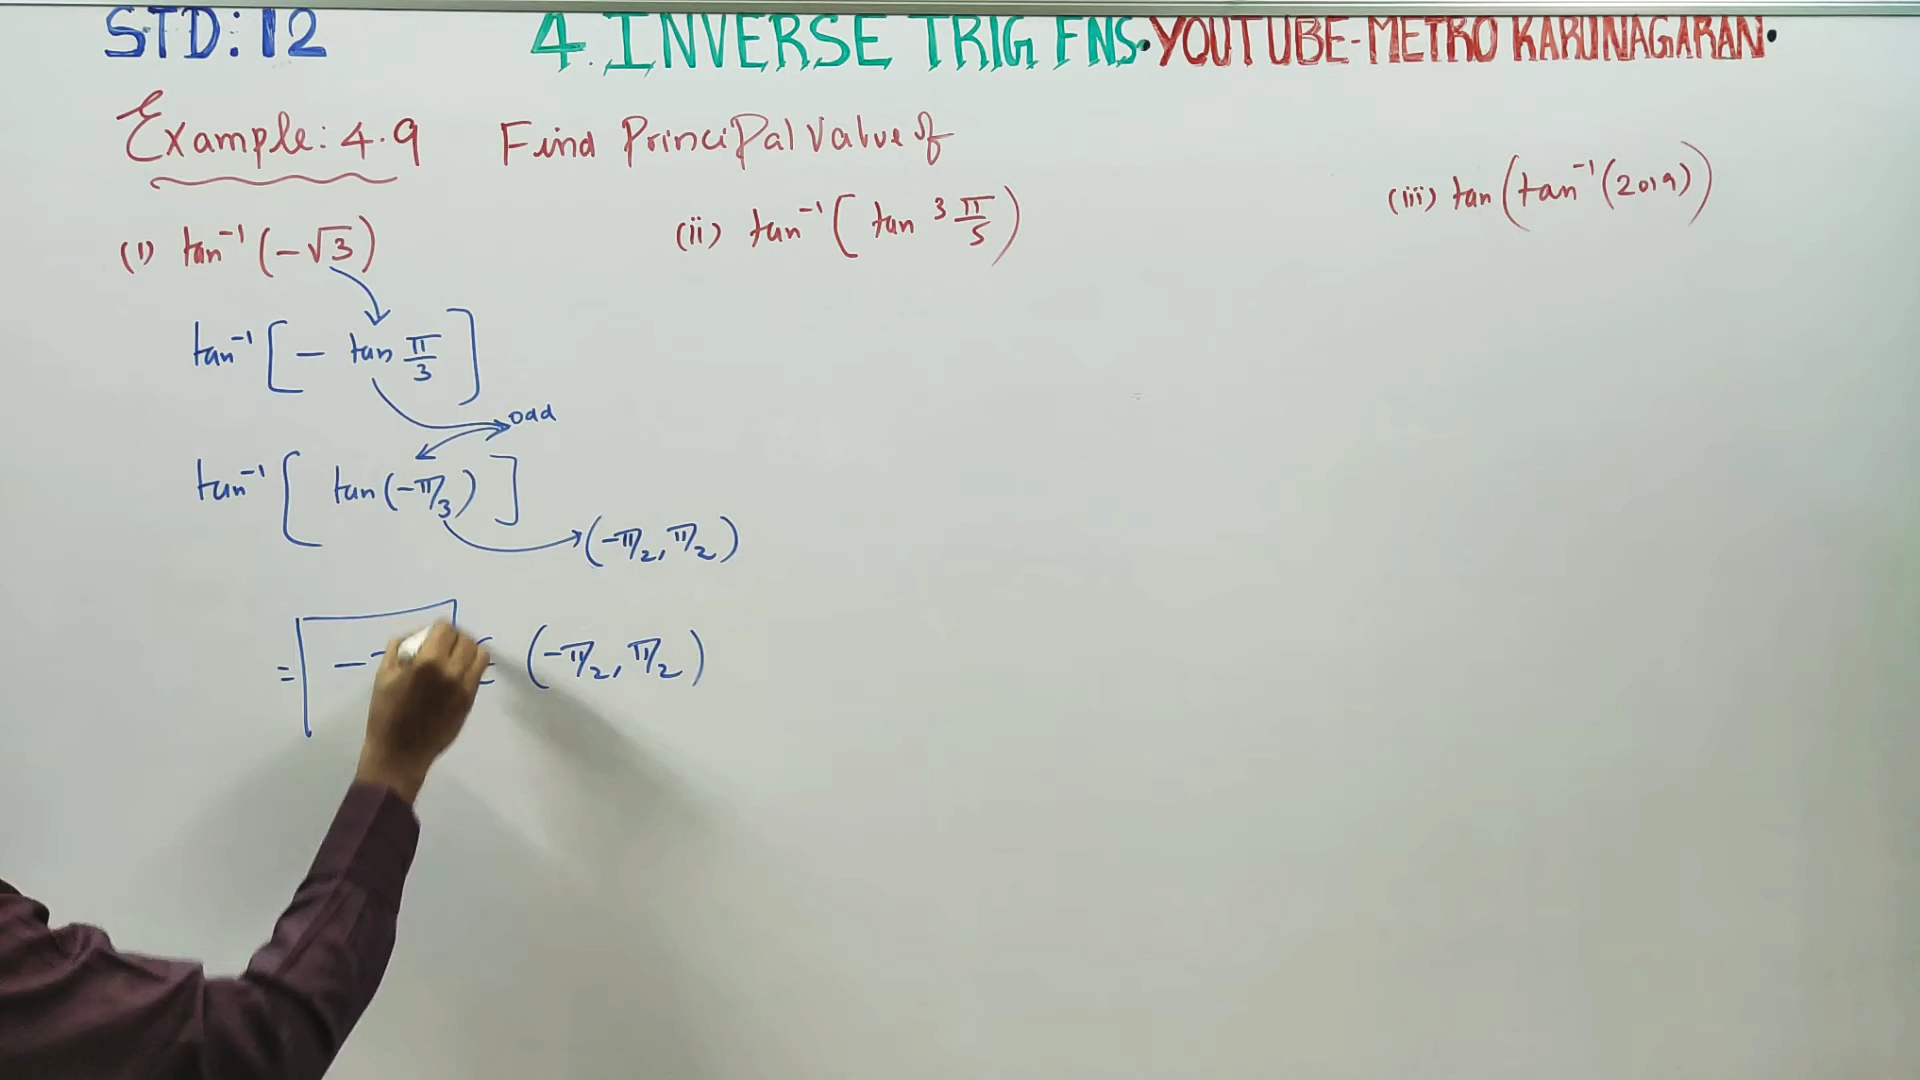 STD: 12 4. INVERSE TRIG FNS. YOUTUBE-METRO KARUNAGARAN.
Example: 4.9 Find Principal Value of
(i) tan⁻¹(-√3) (ii) tan⁻¹(tan 3π/5) (iii) tan(tan⁻¹(2019))
tan⁻¹[- tan π/3]
odd
tan⁻¹[tan(-π/3)]
(-π/2, π/2)
= - ∈ (-π/2, π/2)